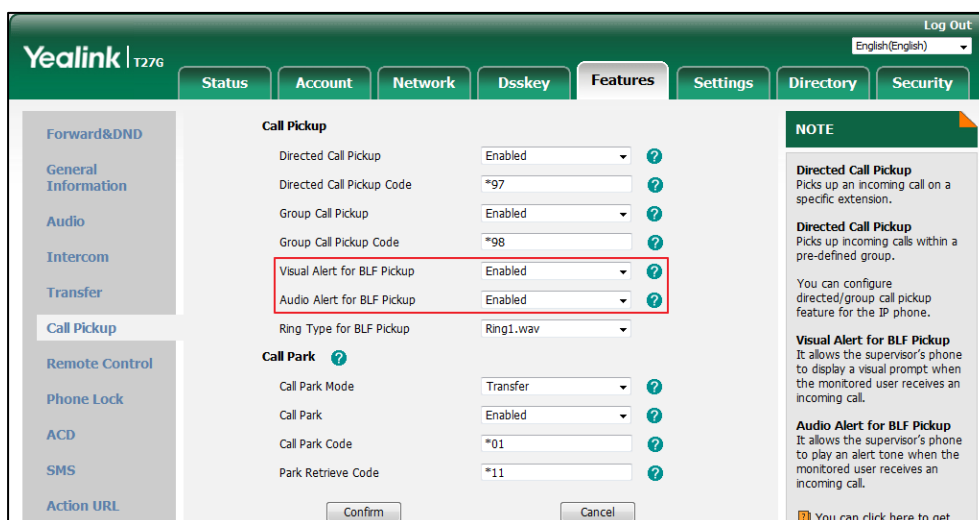 Log Out
English(English)
Yealink T27G
Status Account Network Dsskey Features Settings Directory Security
Forward&DND
General
Information
Audio
Intercom
Transfer
Call Pickup
Remote Control
Phone Lock
ACD
SMS
Action URL
Call Pickup
Directed Call Pickup Enabled ?
Directed Call Pickup Code *97 ?
Group Call Pickup Enabled ?
Group Call Pickup Code *98 ?
Visual Alert for BLF Pickup Enabled ?
Audio Alert for BLF Pickup Enabled ?
Ring Type for BLF Pickup Ring1.wav
Call Park ?
Call Park Mode Transfer ?
Call Park Enabled ?
Call Park Code *01 ?
Park Retrieve Code *11 ?
Confirm Cancel
NOTE
Directed Call Pickup
Picks up an incoming call on a
specific extension.
Directed Call Pickup
Picks up incoming calls within a
pre-defined group.
You can configure
directed/group call pickup
feature for the IP phone.
Visual Alert for BLF Pickup
It allows the supervisor's phone
to display a visual prompt when
the monitored user receives an
incoming call.
Audio Alert for BLF Pickup
It allows the supervisor's phone
to play an alert tone when the
monitored user receives an
incoming call.
? You can click here to get